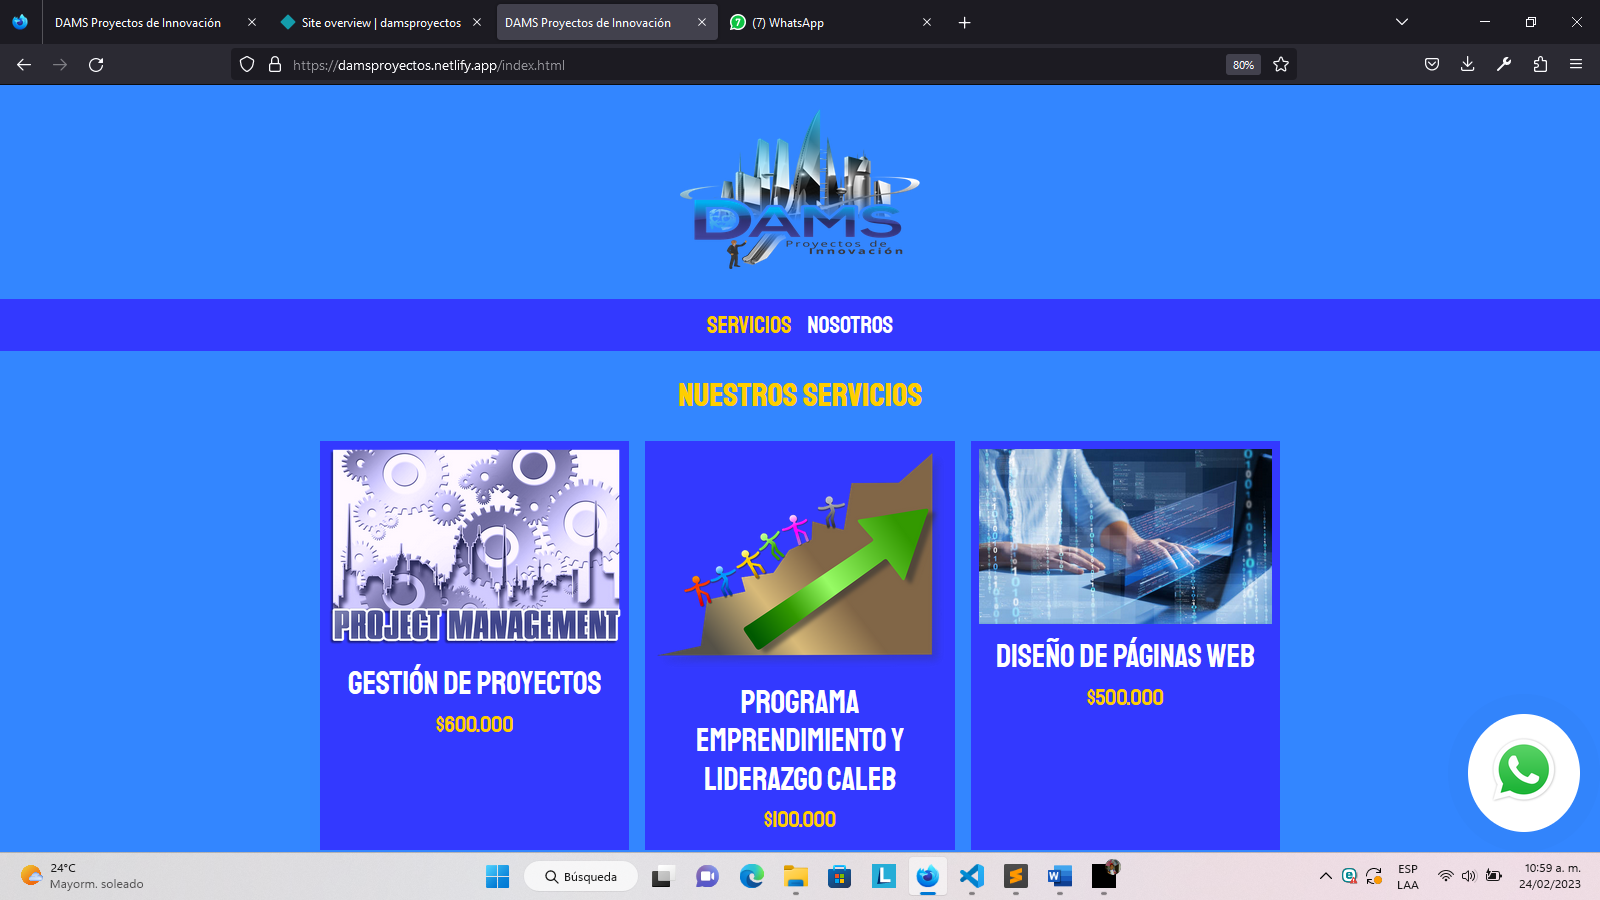 DAMS Proyectos de Innovación
Site overview | damsproyectos
DAMS Proyectos de Innovación
7
(7) WhatsApp
https://damsproyectos.netlify.app/index.html
80%
DAMS
Proyectos de
Innovación
SERVICIOS NOSOTROS
NUESTROS SERVICIOS
PROJECT MANAGEMENT
GESTIÓN DE PROYECTOS
$600.000
PROGRAMA
EMPRENDIMIENTO Y
LIDERAZGO CALEB
$100.000
DISEÑO DE PÁGINAS WEB
$500.000
24°C
Mayorm. soleado
Búsqueda
ESP
LAA
10:59 a. m.
24/02/2023